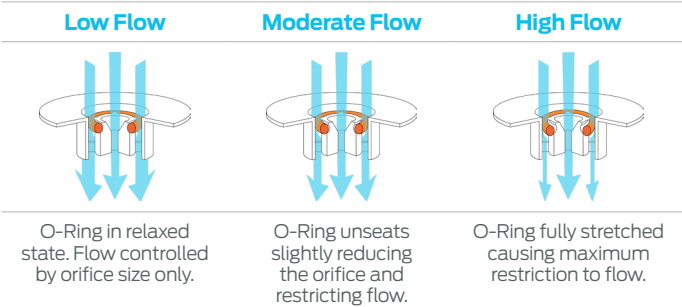 Low Flow
Moderate Flow
High Flow
O-Ring in relaxed
state. Flow controlled
by orifice size only.
O-Ring unseats
slightly reducing
the orifice and
restricting flow.
O-Ring fully stretched
causing maximum
restriction to flow.